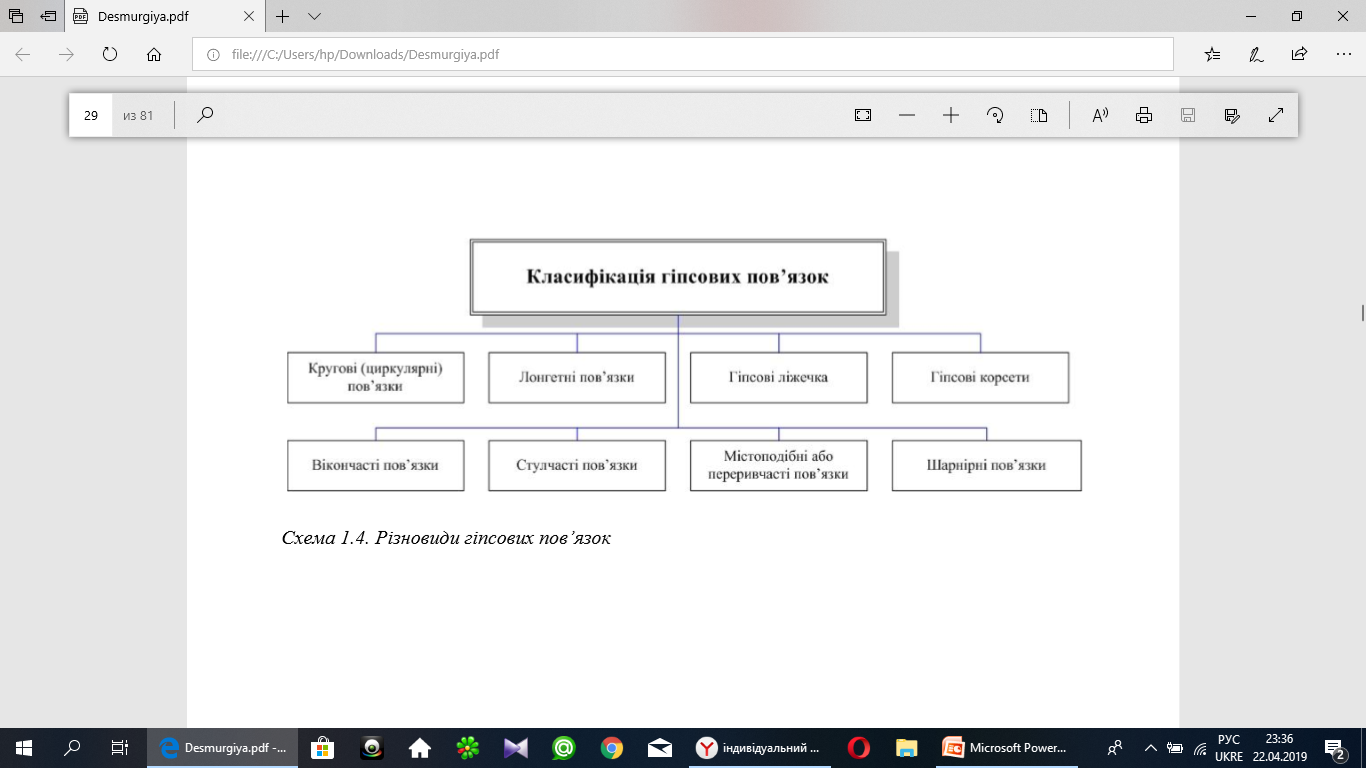 Desmurgiya.pdf
file:///C:/Users/hp/Downloads/Desmurgiya.pdf
29 из 81
Класифікація гіпсових пов’язок
Кругові (циркулярні)
пов’язки
Лонгетні пов’язки
Гіпсові ліжечка
Гіпсові корсети
Вікончасті пов’язки
Стулчасті пов’язки
Містоподібні або
переривчасті пов’язки
Шарнірні пов’язки
Схема 1.4. Різновиди гіпсових пов’язок
Desmurgiya.pdf -...
індивідуальний ...
Microsoft Power...
РУС
UKRE
23:36
22.04.2019
2